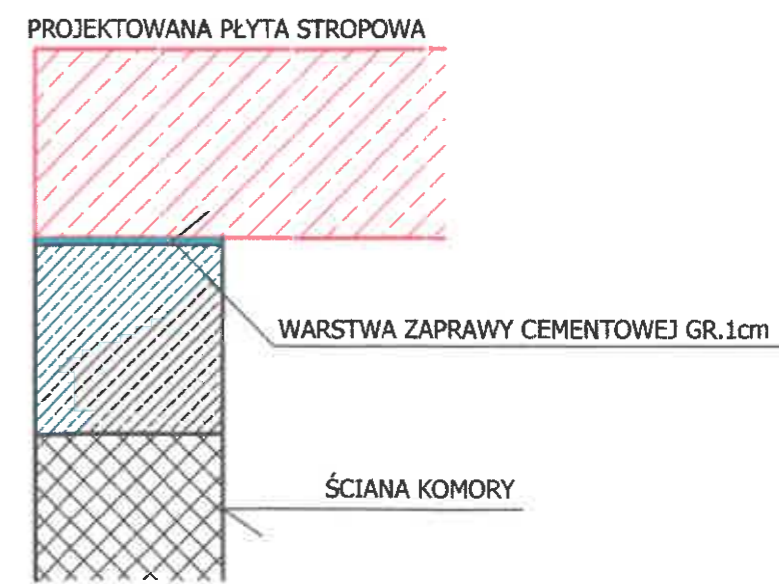 PROJEKTOWANA PŁYTA STROPOWA
WARSTWA ZAPRAWY CEMENTOWEJ GR.1cm
ŚCIANA KOMORY